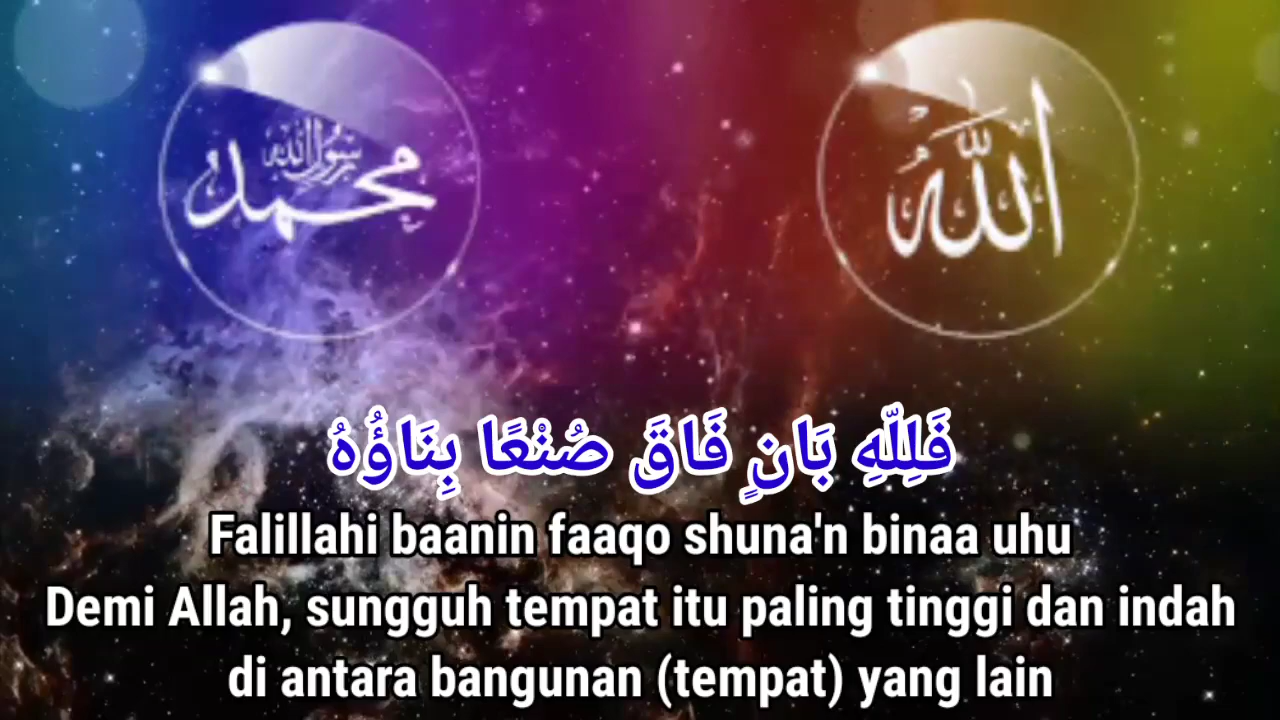 محمد رسول الله
الله
فَلِلّٰهِ بَانٍ فَاقَ صُنْعًا بِنَاؤُهُ
Falillahi baanin faaqo shuna'n binaa uhu
Demi Allah, sungguh tempat itu paling tinggi dan indah
di antara bangunan (tempat) yang lain